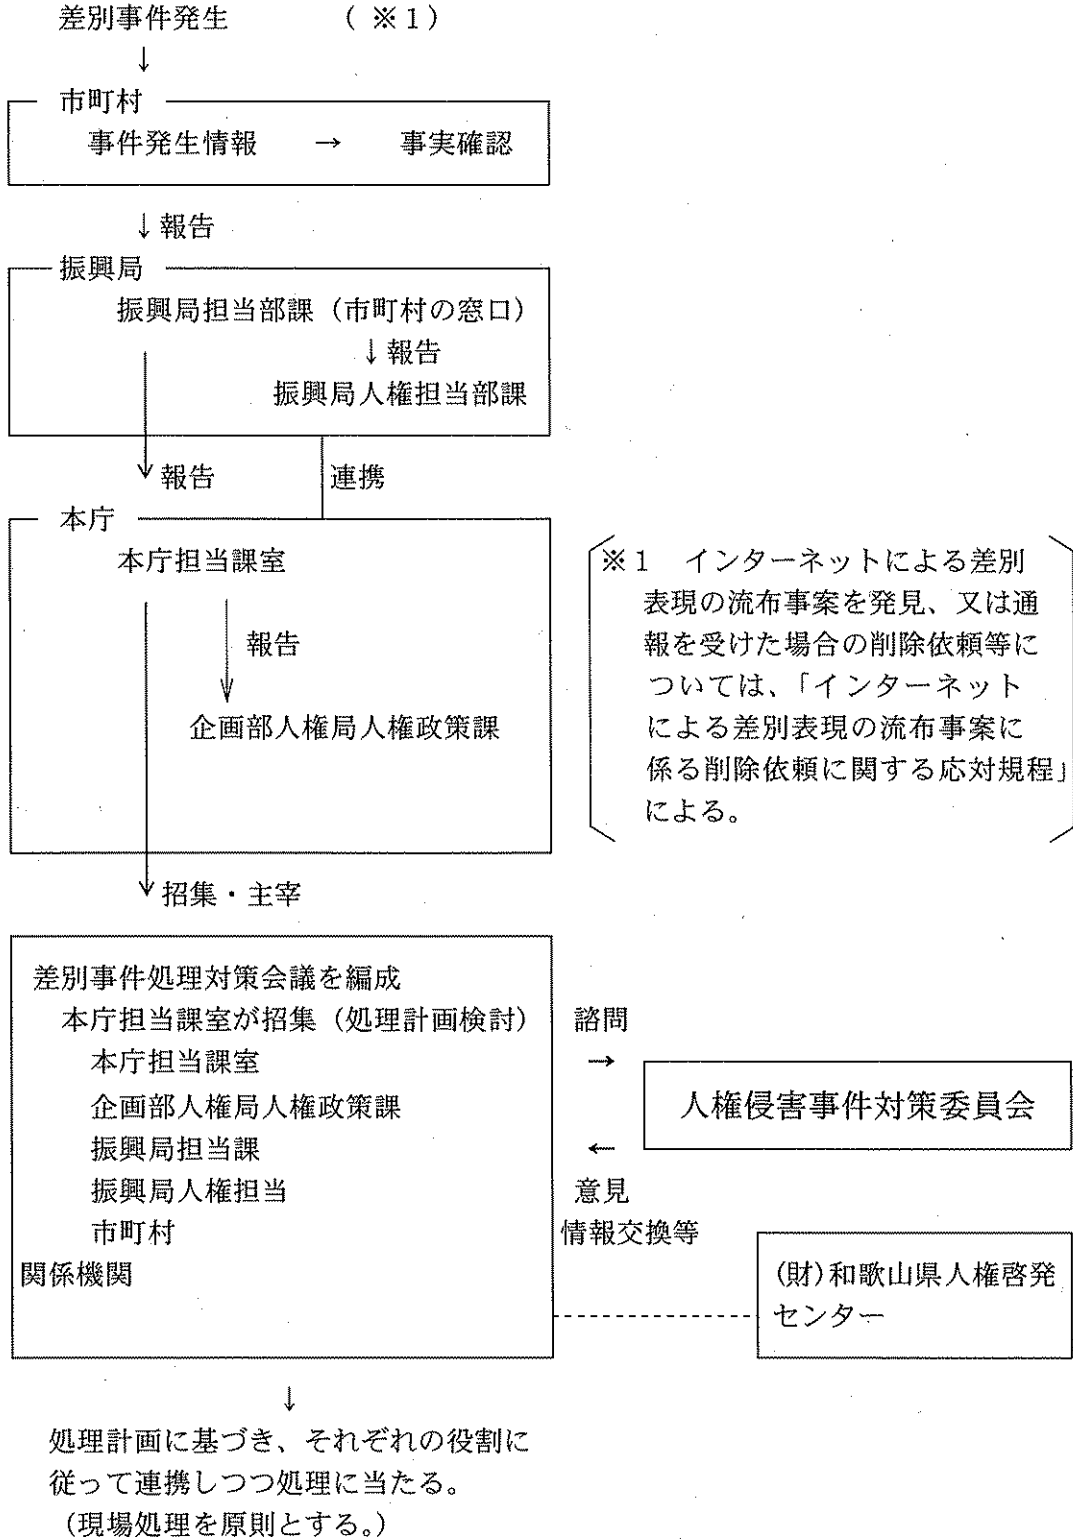 差別事件発生　　　　（※１）
↓
市町村
事件発生情報　→　事実確認
↓報告
振興局
振興局担当部課（市町村の窓口）
↓報告
振興局人権担当部課
報告　連携
本庁
本庁担当課室
報告
企画部人権局人権政策課
※１　インターネットによる差別
表現の流布事案を発見、又は通
報を受けた場合の削除依頼等に
ついては、「インターネット
による差別表現の流布事案に
係る削除依頼に関する応対規程」
による。
招集・主宰
差別事件処理対策会議を編成
本庁担当課室が招集（処理計画検討）
本庁担当課室
企画部人権局人権政策課
振興局担当課
振興局人権担当
市町村
関係機関
諮問
→
人権侵害事件対策委員会
←
意見
情報交換等
(財)和歌山県人権啓発
センター
↓
処理計画に基づき、それぞれの役割に
従って連携しつつ処理に当たる。
（現場処理を原則とする。）